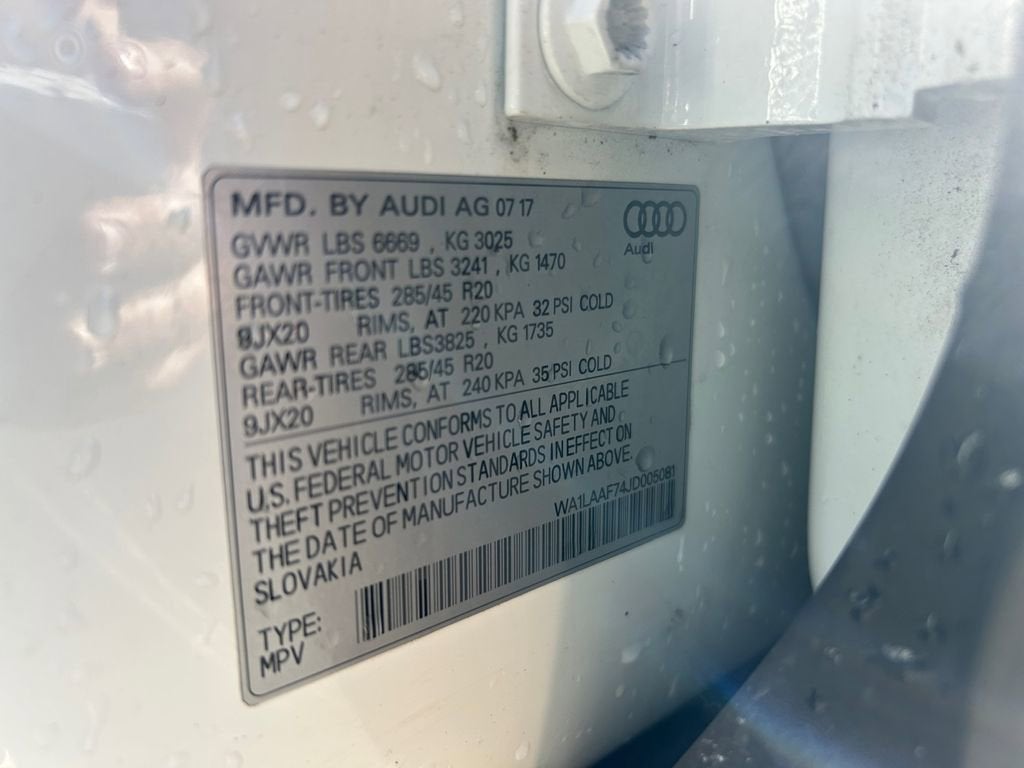 MFD. BY AUDI AG 07 17
Audi
GVWR LBS 6669 , KG 3025
GAWR FRONT LBS 3241 , KG 1470
FRONT-TIRES 285/45 R20
9JX20 RIMS, AT 220 KPA 32 PSI COLD
GAWR REAR LBS3825 , KG 1735
REAR-TIRES 285/45 R20
9JX20 RIMS, AT 240 KPA 35 PSI COLD
THIS VEHICLE CONFORMS TO ALL APPLICABLE
U.S. FEDERAL MOTOR VEHICLE SAFETY AND
THEFT PREVENTION STANDARDS IN EFFECT ON
THE DATE OF MANUFACTURE SHOWN ABOVE.
SLOVAKIA
WA1LAAF74JD005081
TYPE:
MPV